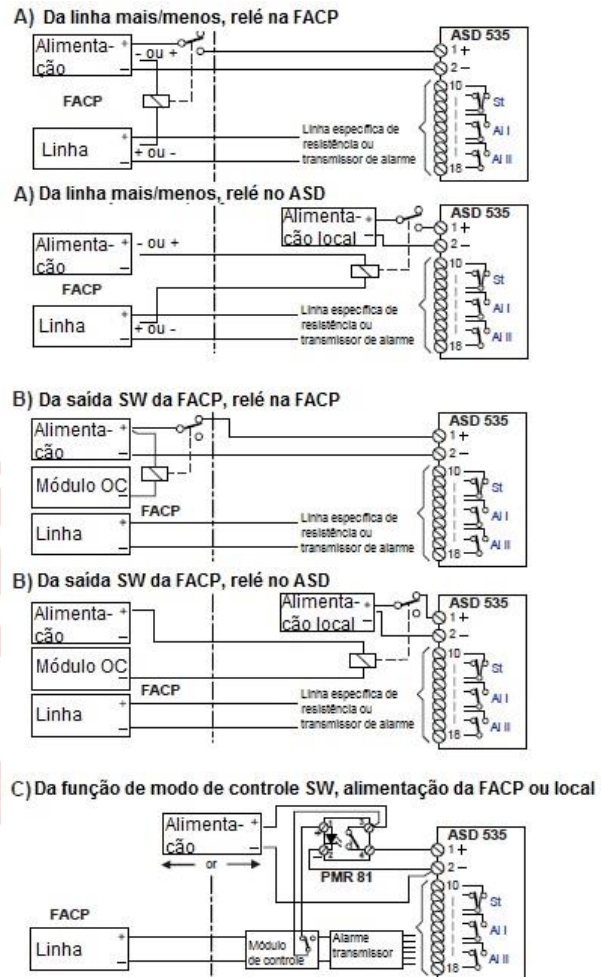 A) Da linha mais/menos, relé na FACP
Alimenta- +
ção –
- ou +
FACP
Linha
+
–
+ ou -
Linha específica de
resistência ou
transmissor de alarme
ASD 535
1 +
2 –
10
18
St
Al I
Al II
A) Da linha mais/menos, relé no ASD
Alimenta- +
ção –
- ou +
FACP
Linha
+
–
+ ou -
Alimenta- +
ção local –
Linha específica de
resistência ou
transmissor de alarme
ASD 535
1 +
2 –
10
18
St
Al I
Al II
B) Da saída SW da FACP, relé na FACP
Alimenta- +
ção
Módulo OC
–
FACP
Linha
+
–
Linha específica de
resistência ou
transmissor de alarme
ASD 535
1 +
2 –
10
18
St
Al I
Al II
B) Da saída SW da FACP, relé no ASD
Alimenta- +
ção
Módulo OC
–
FACP
Linha
+
–
Alimenta- +
ção local –
Linha específica de
resistência ou
transmissor de alarme
ASD 535
1 +
2 –
10
18
St
Al I
Al II
C) Da função de modo de controle SW, alimentação da FACP ou local
Alimenta- +
ção –
or
1
3
+
–
2
4
PMR 81
FACP
Linha
+
–
Módulo
de controle
Alarme
transmissor
ASD 535
1 +
2 –
10
18
St
Al I
Al II